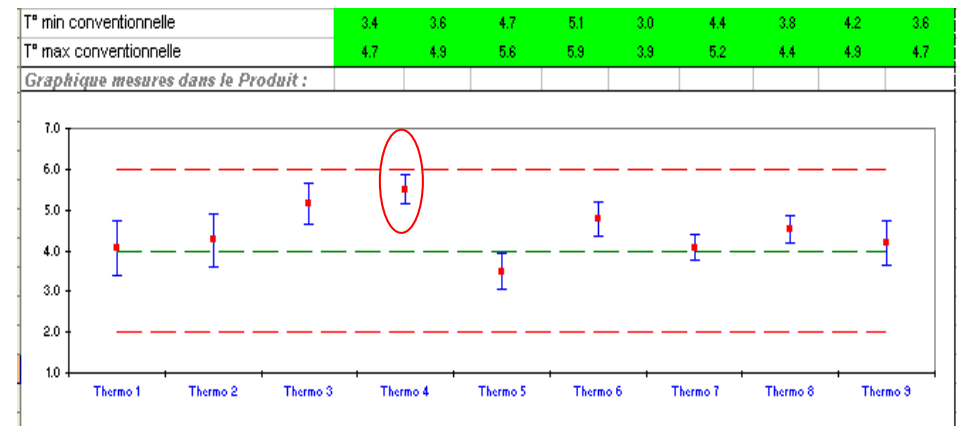 T° min conventionnelle 3.4 3.6 4.7 5.1 3.0 4.4 3.8 4.2 3.6
T° max conventionnelle 4.7 4.9 5.6 5.9 3.9 5.2 4.4 4.9 4.7
Graphique mesures dans le Produit :
7.0
6.0
5.0
4.0
3.0
2.0
1.0
Thermo 1 Thermo 2 Thermo 3 Thermo 4 Thermo 5 Thermo 6 Thermo 7 Thermo 8 Thermo 9